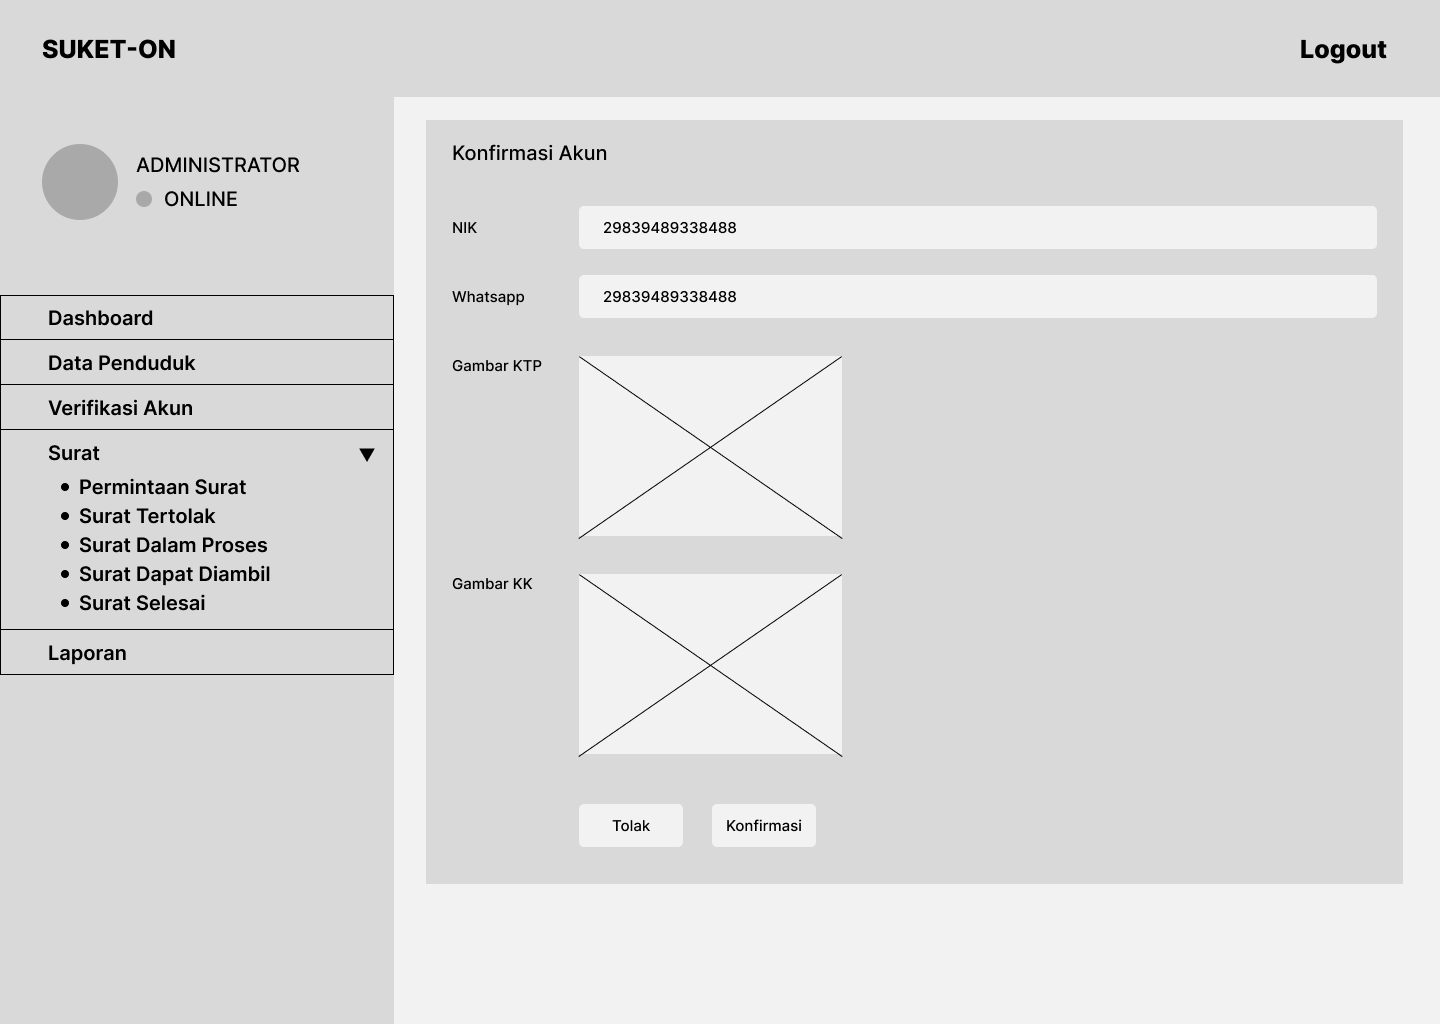 SUKET-ON
Logout
ADMINISTRATOR
ONLINE
Dashboard
Data Penduduk
Verifikasi Akun
Surat
Permintaan Surat
Surat Tertolak
Surat Dalam Proses
Surat Dapat Diambil
Surat Selesai
Laporan
Konfirmasi Akun
NIK 29839489338488
Whatsapp 29839489338488
Gambar KTP
Gambar KK
Tolak Konfirmasi